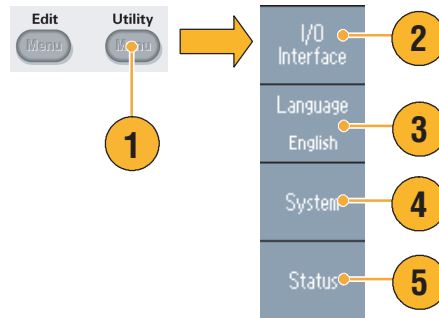 Edit Utility
Menu Menu
1
I/O
Interface
2
Language
English
3
System
4
Status
5